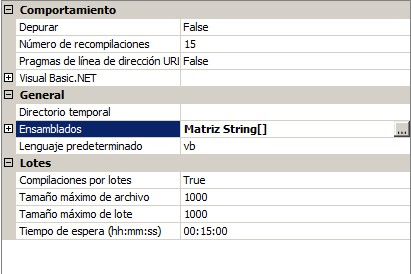 Comportamiento
Depurar False
Número de recompilaciones 15
Pragmas de línea de dirección URI False
Visual Basic.NET
General
Directorio temporal
Ensamblados Matriz String[] ...
Lenguaje predeterminado vb
Lotes
Compilaciones por lotes True
Tamaño máximo de archivo 1000
Tamaño máximo de lote 1000
Tiempo de espera (hh:mm:ss) 00:15:00